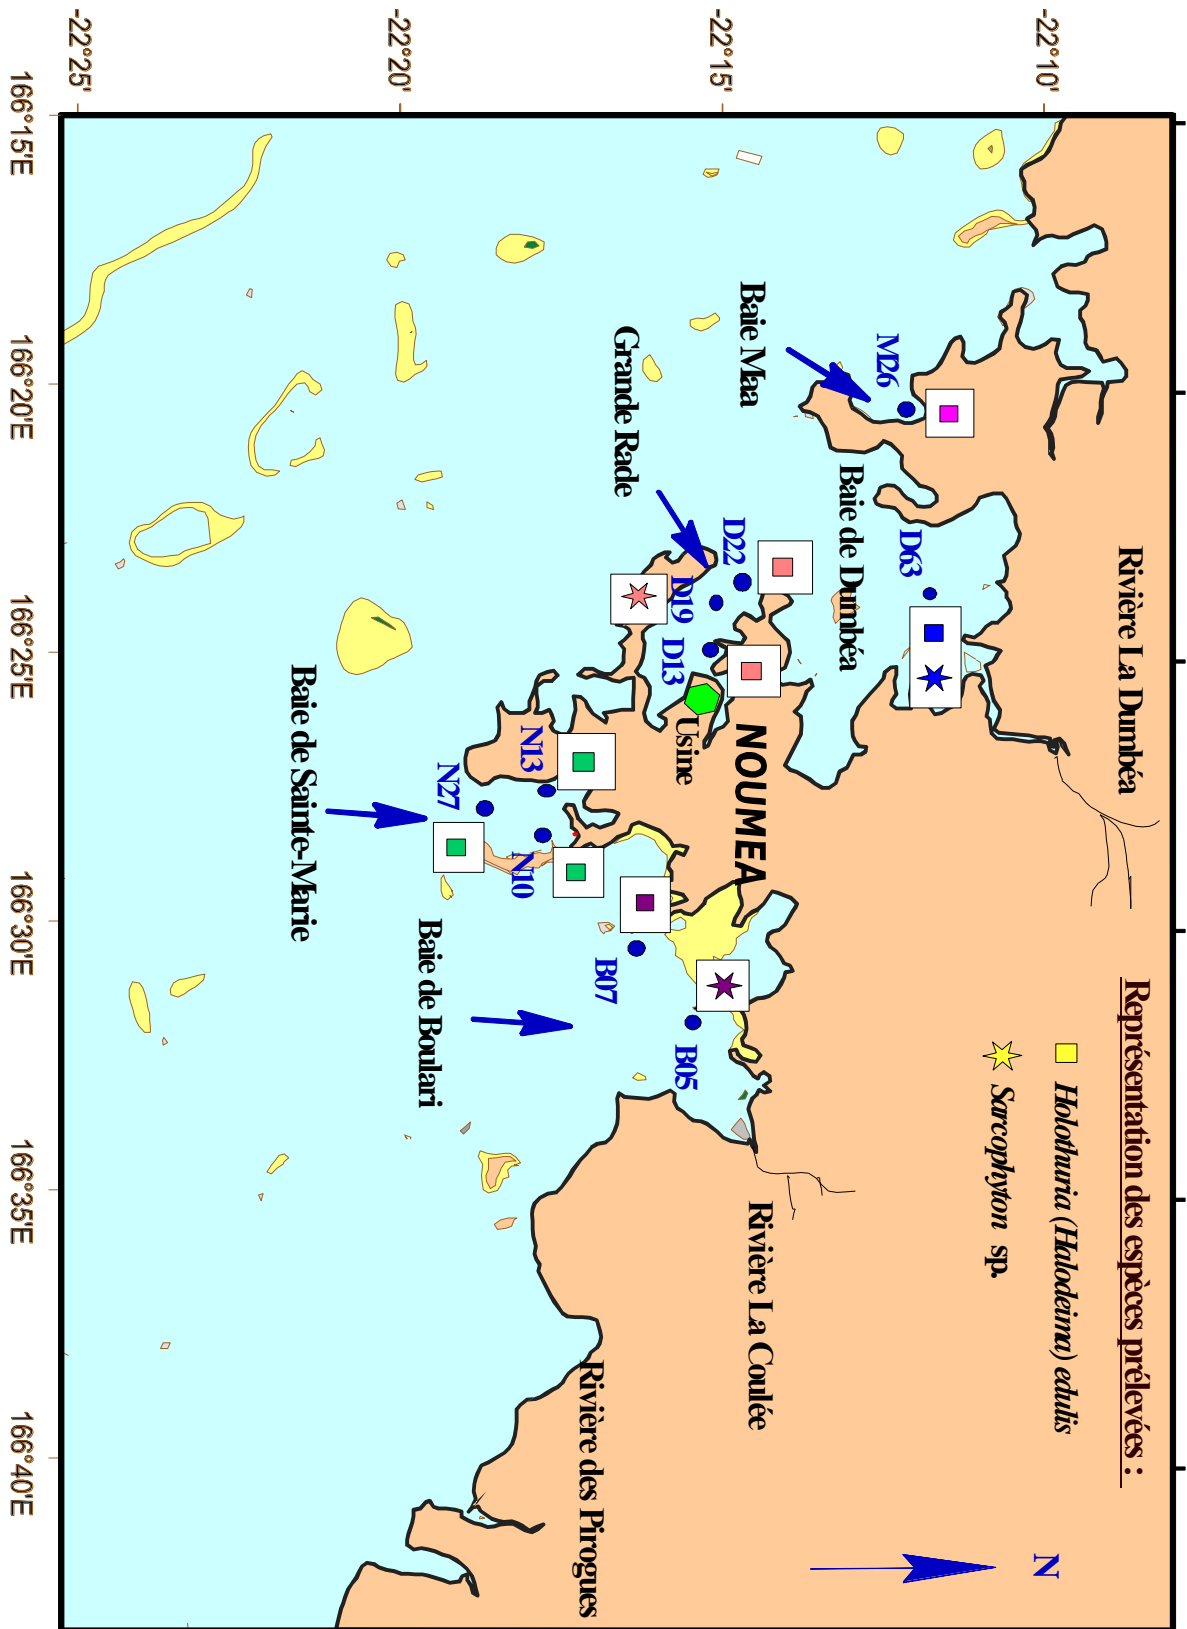 Représentation des espèces prélevées :
Holothuria (Halodeima) edulis
Sarcophyton sp.
N
Rivière La Dumbéa
-22°10'
M26
D63
Baie Maa
Baie de Dumbéa
-22°15'
Grande Rade
D22
D19
D13
Usine
NOUMEA
B05
Rivière La Coulée
B07
N13
N10
N27
Rivière des Pirogues
-22°20'
Baie de Boulari
Baie de Sainte-Marie
-22°25'
166°15'E
166°20'E
166°25'E
166°30'E
166°35'E
166°40'E